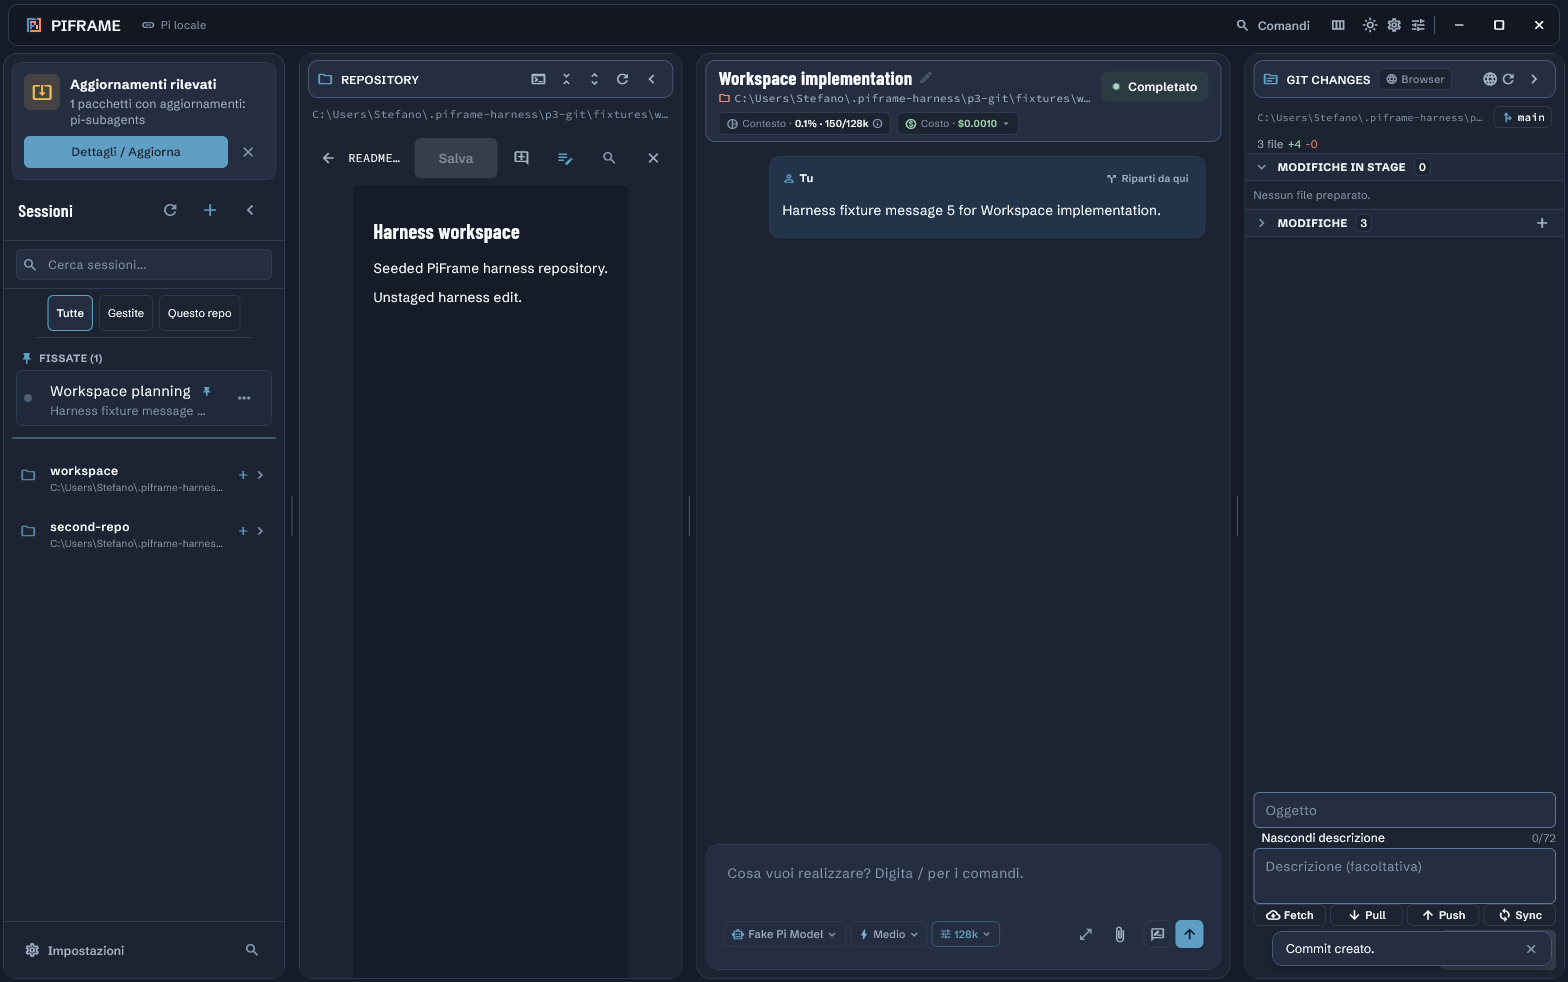 PIFRAME
Pi locale
Comandi
Aggiornamenti rilevati
1 pacchetti con aggiornamenti:
pi-subagents
Dettagli / Aggiorna
Sessioni
Cerca sessioni...
Tutte
Gestite
Questo repo
FISSATE (1)
Workspace planning
Harness fixture message ...
workspace
C:\Users\Stefano\.piframe-harnes...
second-repo
C:\Users\Stefano\.piframe-harnes...
Impostazioni
REPOSITORY
C:\Users\Stefano\.piframe-harness\p3-git\fixtures\w...
README...
Salva
Harness workspace
Seeded PiFrame harness repository.
Unstaged harness edit.
Workspace implementation
C:\Users\Stefano\.piframe-harness\p3-git\fixtures\w...
Completato
Contesto · 0.1% · 150/128k
Costo · $0.0010
Tu
Riparti da qui
Harness fixture message 5 for Workspace implementation.
Cosa vuoi realizzare? Digita / per i comandi.
Fake Pi Model
Medio
128k
GIT CHANGES
Browser
C:\Users\Stefano\.piframe-harness\p...
main
3 file +4 -0
MODIFICHE IN STAGE 0
Nessun file preparato.
MODIFICHE 3
Oggetto
Nascondi descrizione
0/72
Descrizione (facoltativa)
Fetch
Pull
Push
Sync
Commit creato.